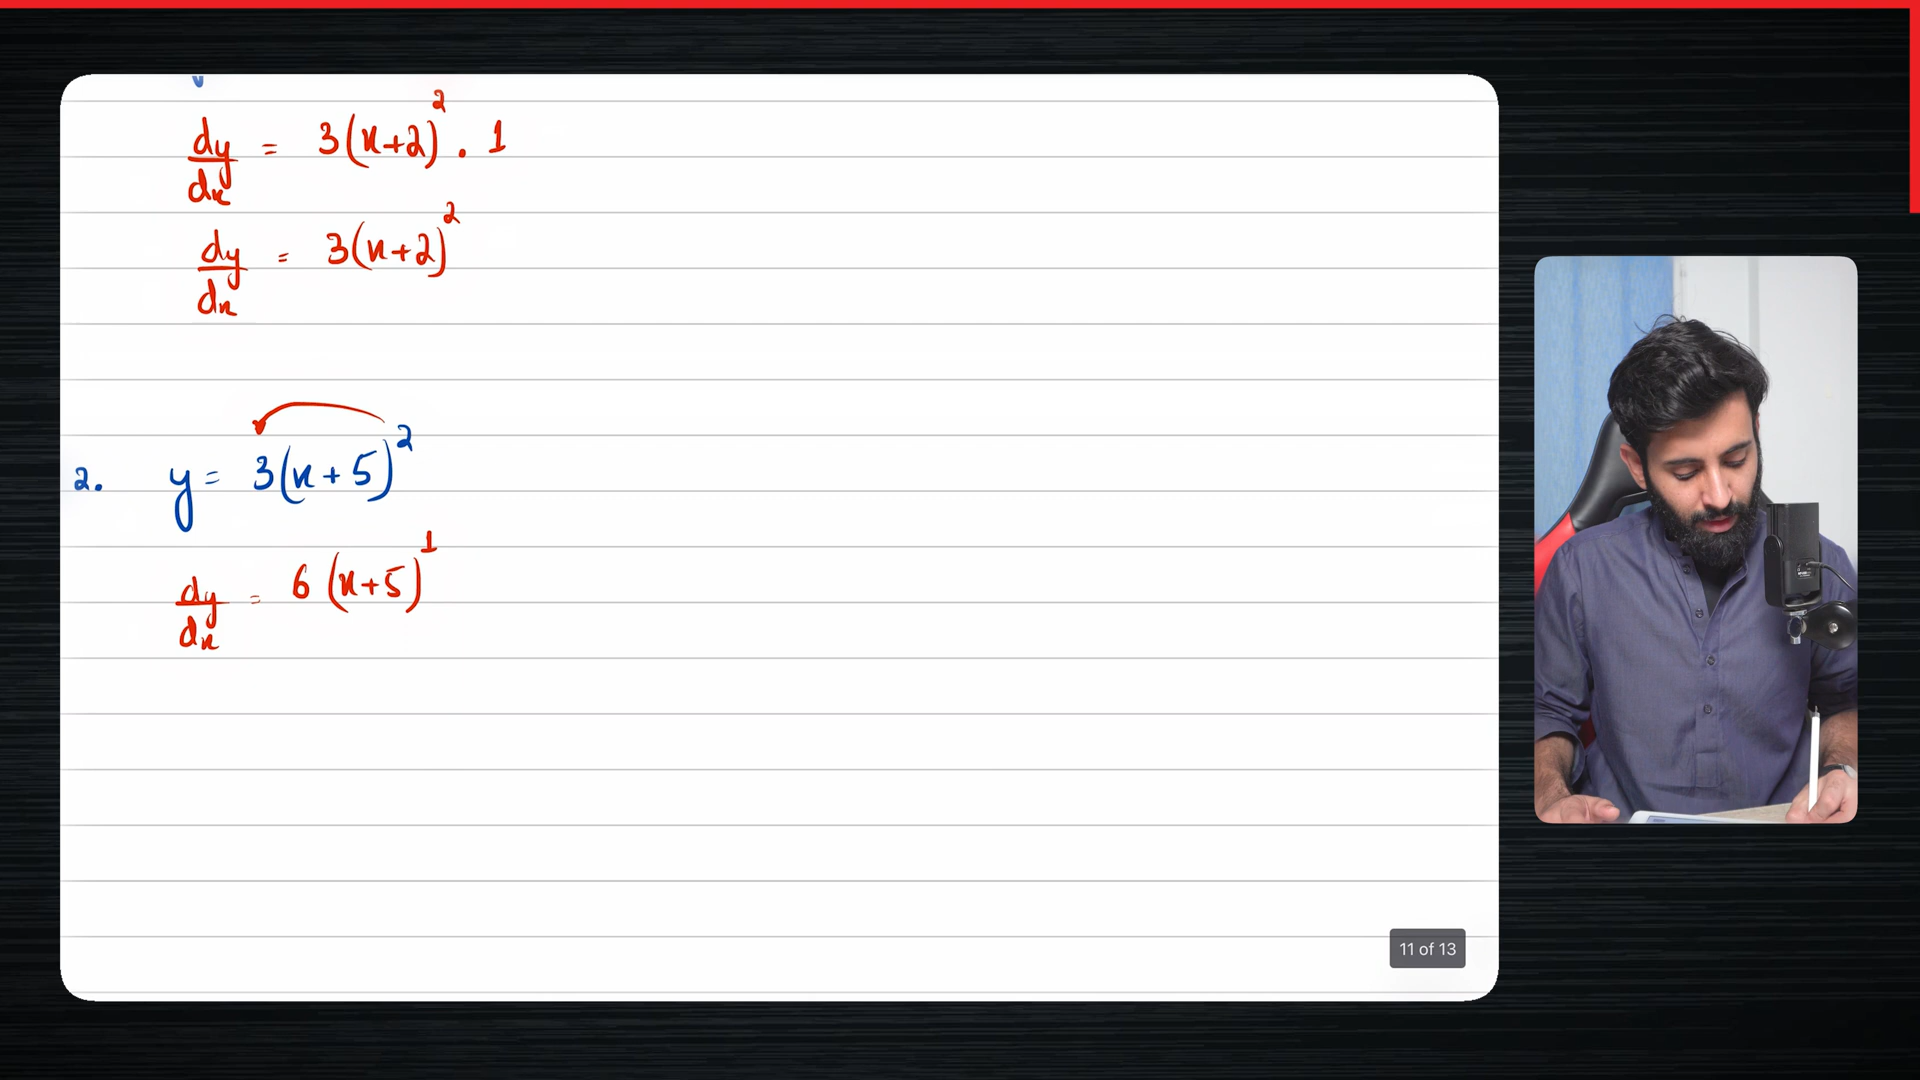 dy/dx = 3(x+2)² . 1
dy/dx = 3(x+2)²
2. y = 3(x+5)²
dy/dx = 6(x+5)¹
11 of 13